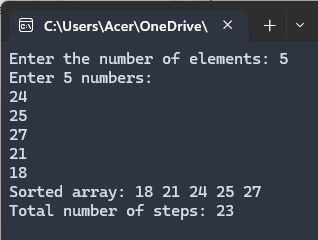 C:\Users\Acer\OneDrive\
Enter the number of elements: 5
Enter 5 numbers:
24
25
27
21
18
Sorted array: 18 21 24 25 27
Total number of steps: 23